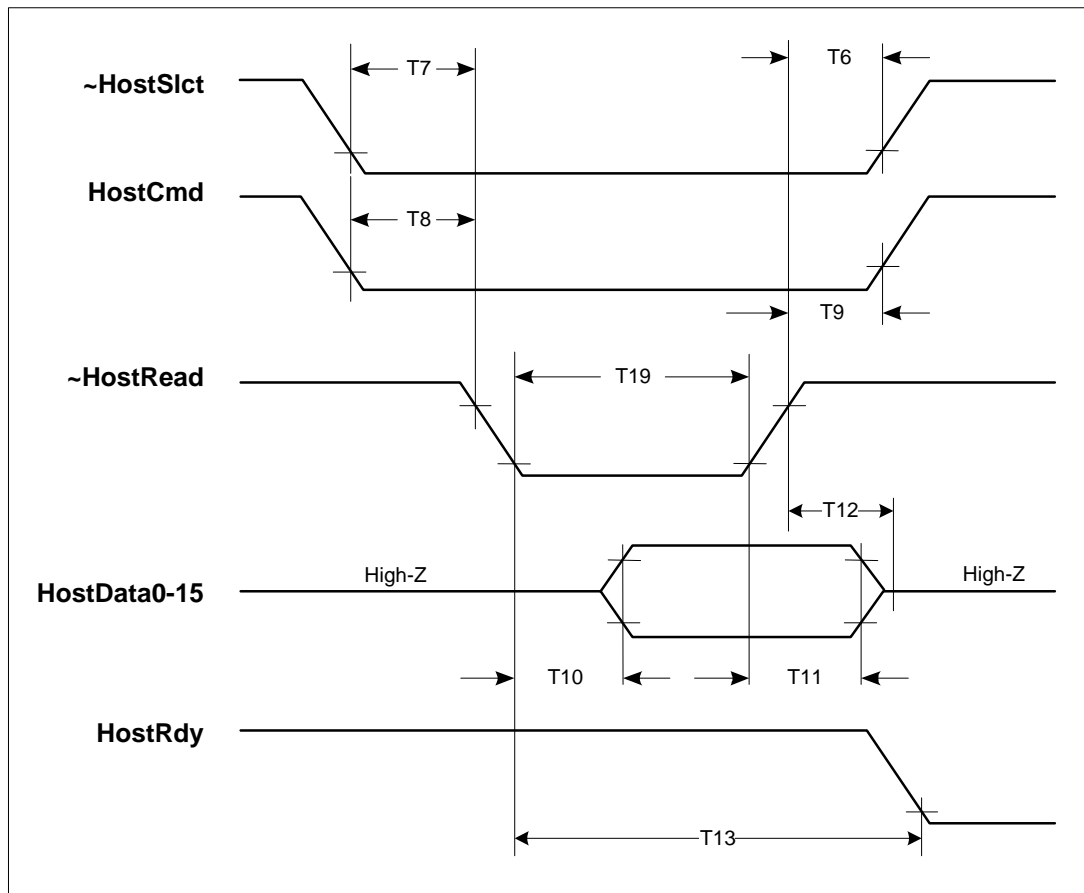 T7
T6
~HostSlct
HostCmd
T8
T9
~HostRead
T19
T12
High-Z
High-Z
HostData0-15
T10
T11
HostRdy
T13